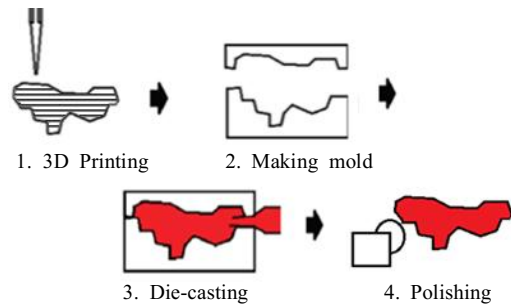 1. 3D Printing
2. Making mold
3. Die-casting
4. Polishing